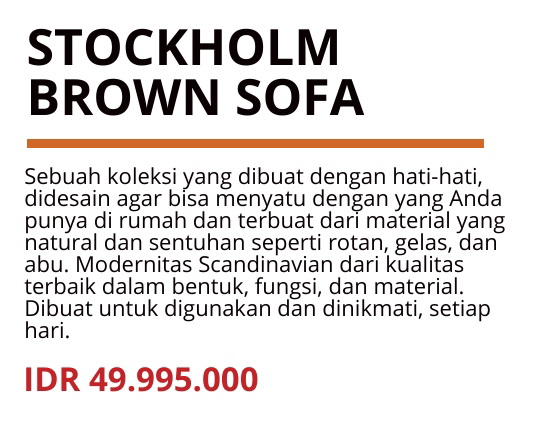 STOCKHOLM
BROWN SOFA
Sebuah koleksi yang dibuat dengan hati-hati,
didesain agar bisa menyatu dengan yang Anda
punya di rumah dan terbuat dari material yang
natural dan sentuhan seperti rotan, gelas, dan
abu. Modernitas Scandinavian dari kualitas
terbaik dalam bentuk, fungsi, dan material.
Dibuat untuk digunakan dan dinikmati, setiap
hari.
IDR 49.995.000